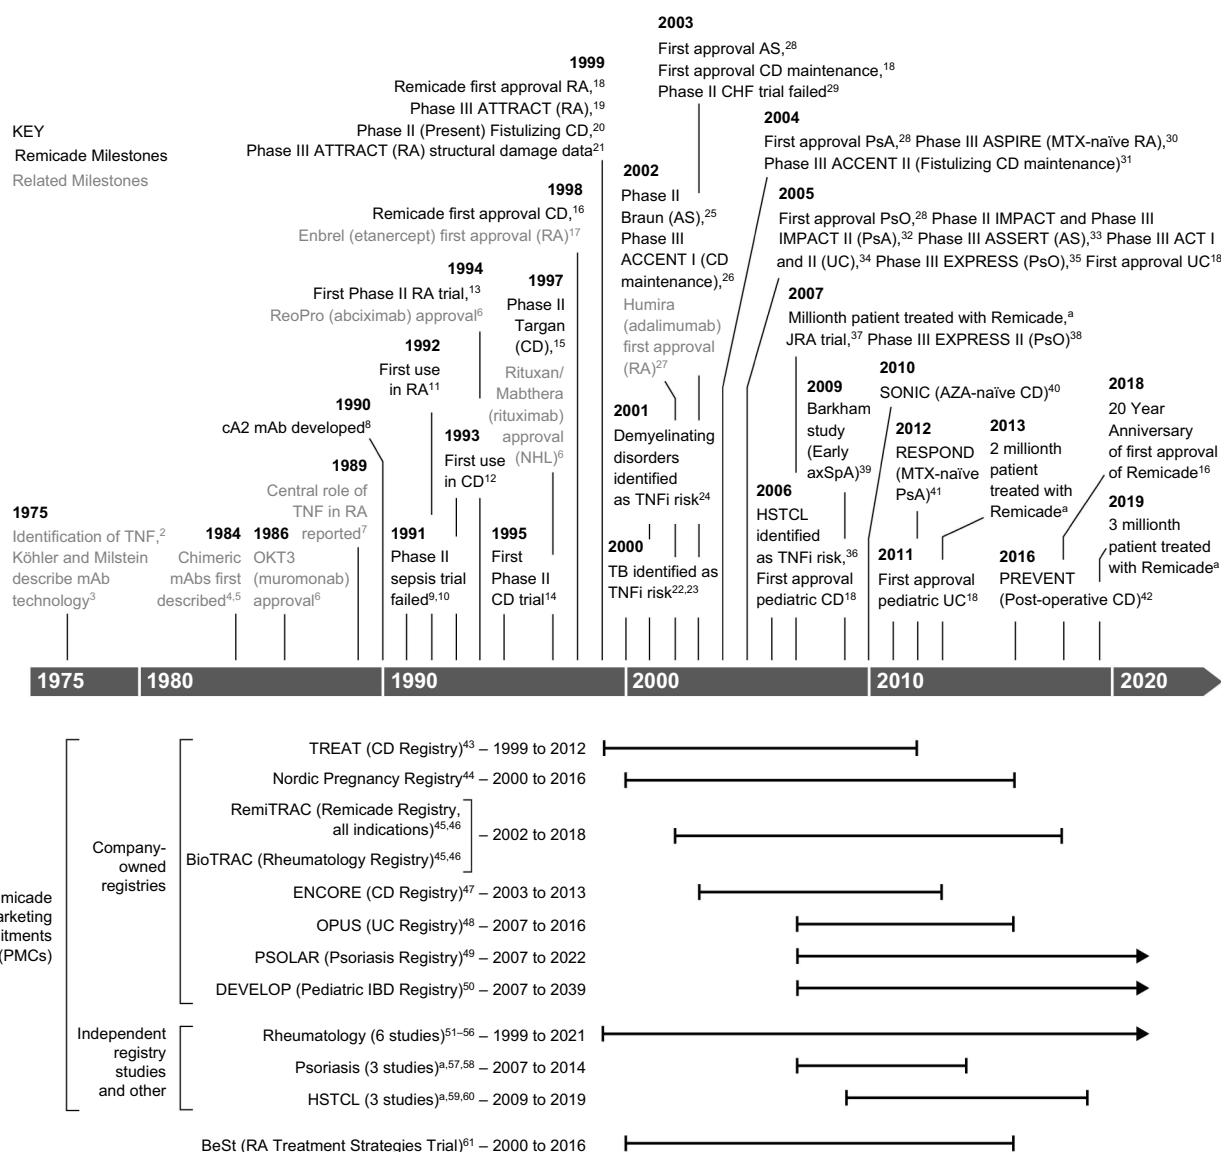 KEY
Remicade Milestones
Related Milestones
1975
Identification of TNF,2
Köhler and Milstein
describe mAb
technology3
1984
Chimeric
mAbs first
described4,5
1986
OKT3
(muromonab)
approval6
1989
Central role of
TNF in RA
reported7
1990
cA2 mAb developed8
1991
Phase II
sepsis trial
failed9,10
1992
First use
in RA11
1993
First use
in CD12
1994
First Phase II RA trial,13
ReoPro (abciximab) approval6
1995
First
Phase II
CD trial14
1997
Phase II
Targan
(CD),15
Rituxan/
Mabthera
(rituximab)
approval
(NHL)6
1998
Remicade first approval CD,16
Enbrel (etanercept) first approval (RA)17
1999
Remicade first approval RA,18
Phase III ATTRACT (RA),19
Phase II (Present) Fistulizing CD,20
Phase III ATTRACT (RA) structural damage data21
2000
TB identified as
TNFi risk22,23
2001
Demyelinating
disorders
identified
as TNFi risk24
2002
Phase II
Braun (AS),25
Phase III
ACCENT I (CD
maintenance),26
Humira
(adalimumab)
first approval
(RA)27
2003
First approval AS,28
First approval CD maintenance,18
Phase II CHF trial failed29
2004
First approval PsA,28 Phase III ASPIRE (MTX-naïve RA),30
Phase III ACCENT II (Fistulizing CD maintenance)31
2005
First approval PsO,28 Phase II IMPACT and Phase III
IMPACT II (PsA),32 Phase III ASSERT (AS),33 Phase III ACT I
and II (UC),34 Phase III EXPRESS (PsO),35 First approval UC18
2006
HSTCL
identified
as TNFi risk,36
First approval
pediatric CD18
2007
Millionth patient treated with Remicade,a
JRA trial,37 Phase III EXPRESS II (PsO)38
2009
Barkham
study
(Early
axSpA)39
2010
SONIC (AZA-naïve CD)40
2011
First approval
pediatric UC18
2012
RESPOND
(MTX-naïve
PsA)41
2013
2 millionth
patient
treated with
Remicadea
2016
PREVENT
(Post-operative CD)42
2018
20 Year
Anniversary
of first approval
of Remicade16
2019
3 millionth
patient treated
with Remicadea
1975 1980 1990 2000 2010 2020
micade
arketing
itments
(PMCs)
Company-
owned
registries
TREAT (CD Registry)43 – 1999 to 2012
Nordic Pregnancy Registry44 – 2000 to 2016
RemiTRAC (Remicade Registry,
all indications)45,46
– 2002 to 2018
BioTRAC (Rheumatology Registry)45,46
ENCORE (CD Registry)47 – 2003 to 2013
OPUS (UC Registry)48 – 2007 to 2016
PSOLAR (Psoriasis Registry)49 – 2007 to 2022
DEVELOP (Pediatric IBD Registry)50 – 2007 to 2039
Independent
registry
studies
and other
Rheumatology (6 studies)51–56 – 1999 to 2021
Psoriasis (3 studies)a,57,58 – 2007 to 2014
HSTCL (3 studies)a,59,60 – 2009 to 2019
BeSt (RA Treatment Strategies Trial)61 – 2000 to 2016